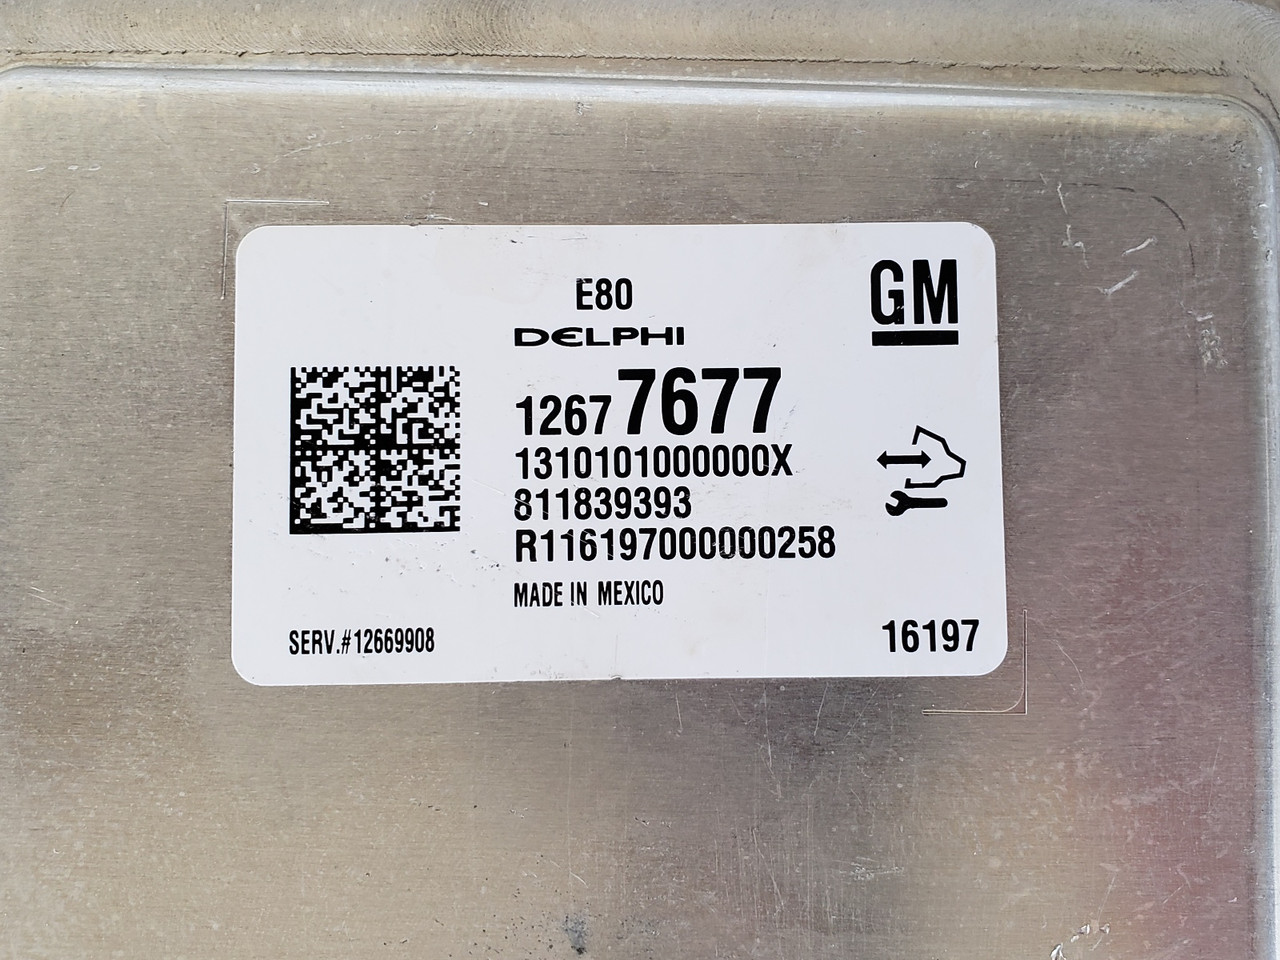 E80
GM
DELPHI
12677677
1310101000000X
811839393
R116197000000258
MADE IN MEXICO
SERV.#12669908
16197